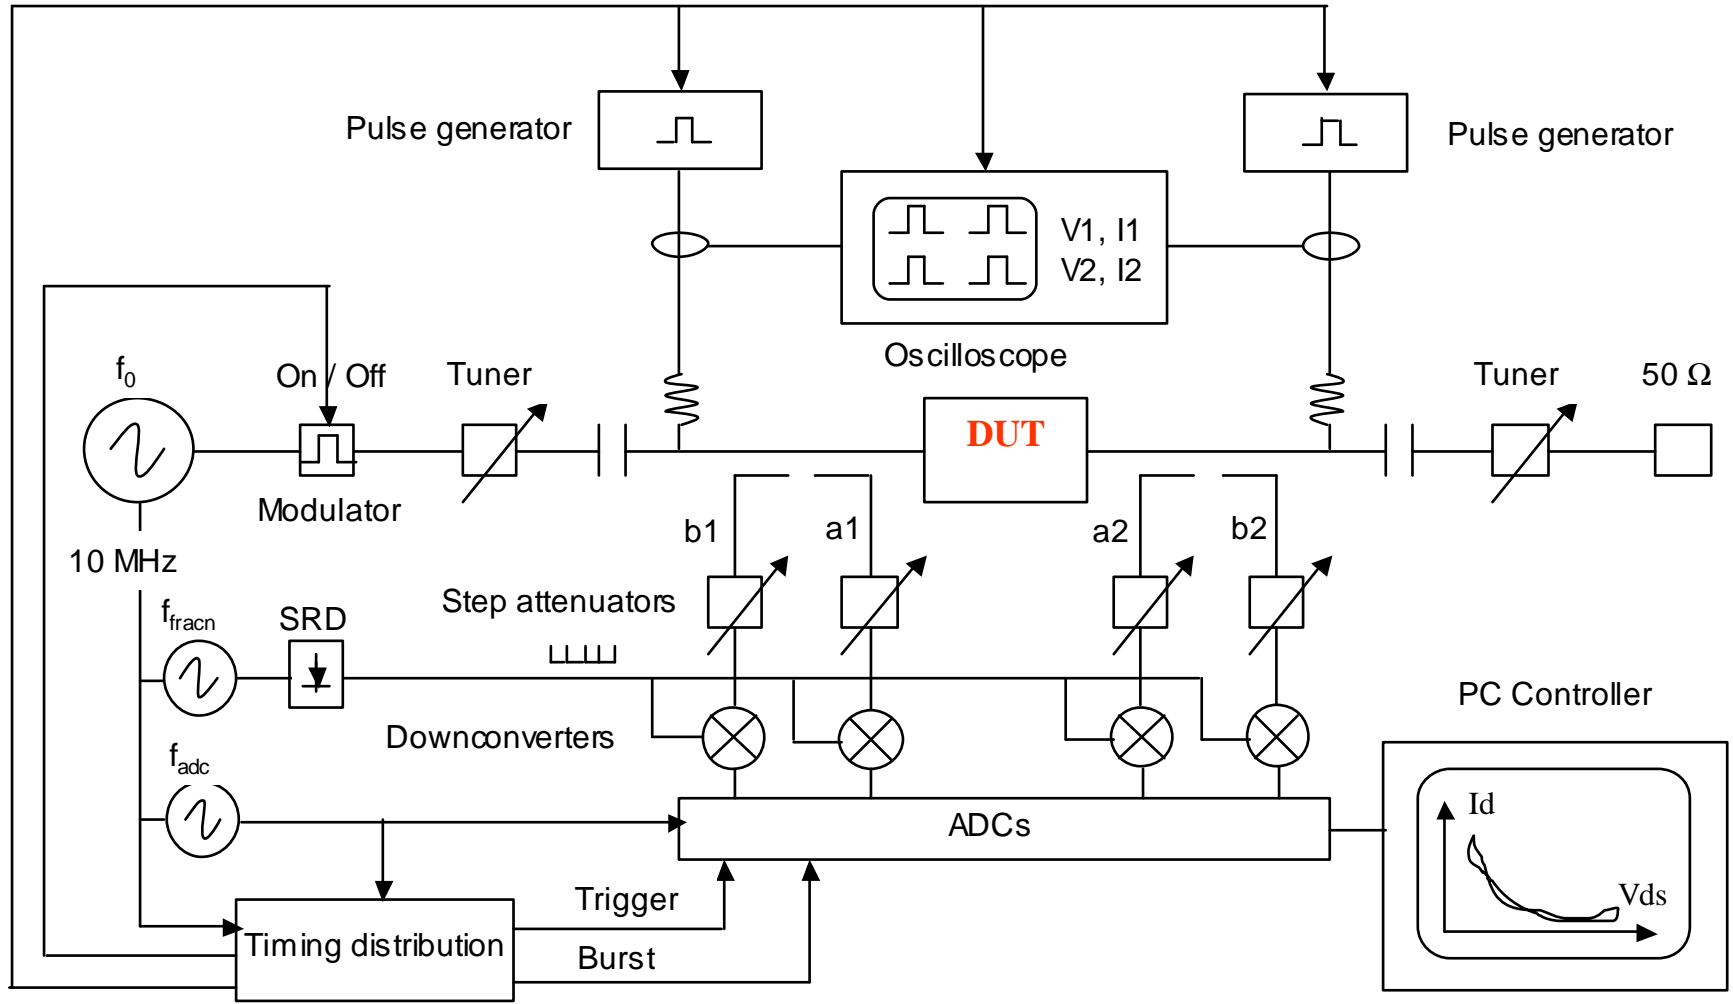 Pulse generator
Pulse generator
V1, I1
V2, I2
Oscilloscope
f0
On / Off
Tuner
Tuner
50 Ω
DUT
Modulator
b1
a1
a2
b2
10 MHz
Step attenuators
ffracn
SRD
PC Controller
Downconverters
fadc
Id
ADCs
Vds
Trigger
Timing distribution
Burst